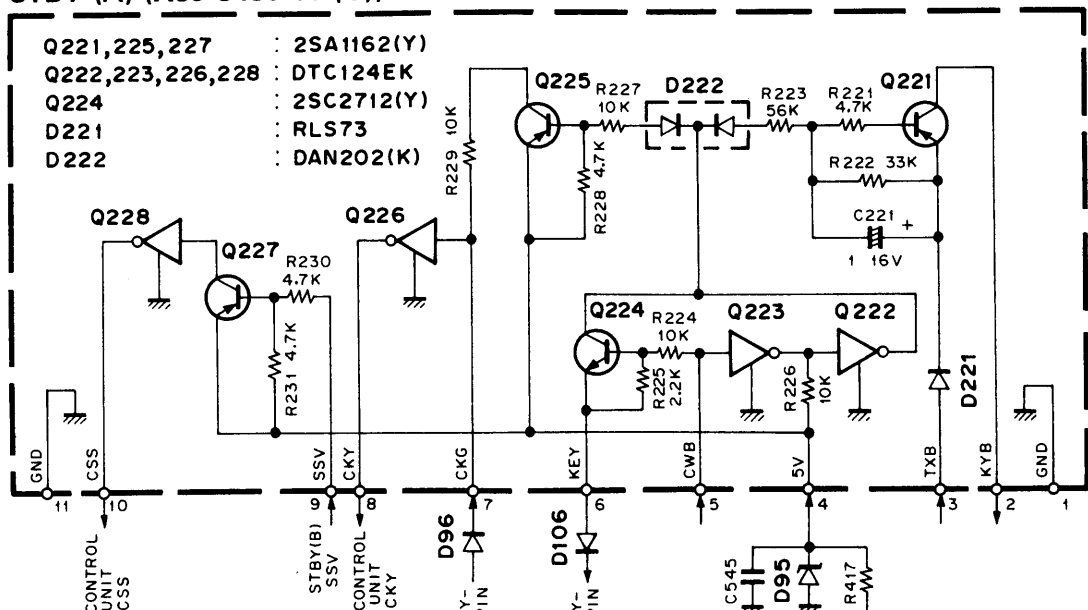 Q221,225,227 : 2SA1162(Y)
Q222,223,226,228 : DTC124EK
Q224 : 2SC2712(Y)
D221 : RLS73
D222 : DAN202(K)
R229 10K
Q225
R227
10K
D222
R223
56K
R221
4.7K
Q221
R228 4.7K
R222 33K
C221
+
1 16V
Q228
Q227
R230
4.7K
R231 4.7K
Q226
Q224
R224
10K
R225
2.2K
Q223
R226
10K
Q222
D221
GND
CSS
SSV
CKY
CKG
KEY
CWB
5V
TXB
KYB
GND
11
10
9
8
7
6
5
4
3
2
1
CONTROL
UNIT
CSS
STBY(B)
SSV
CONTROL
UNIT
CKY
D96
D106
C545
D95
R417